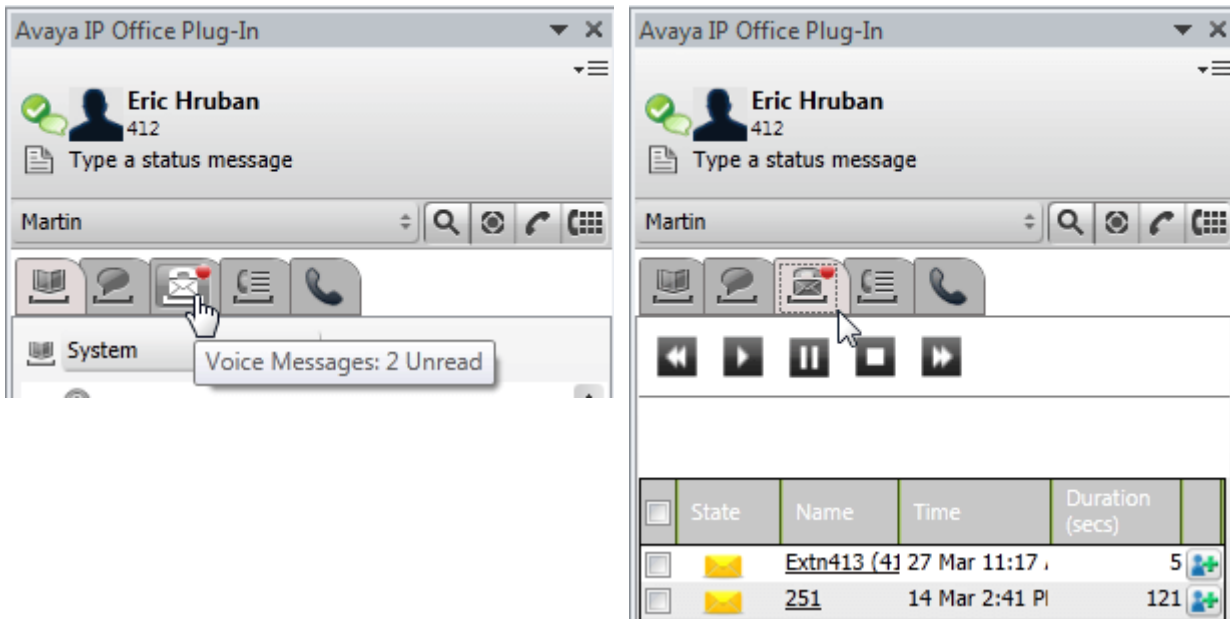 Avaya IP Office Plug-In
Eric Hruban
412
Type a status message
Martin
System
Voice Messages: 2 Unread
Avaya IP Office Plug-In
Eric Hruban
412
Type a status message
Martin
State Name Time Duration (secs)
Extn413 (41 27 Mar 11:17 5
251 14 Mar 2:41 P 121